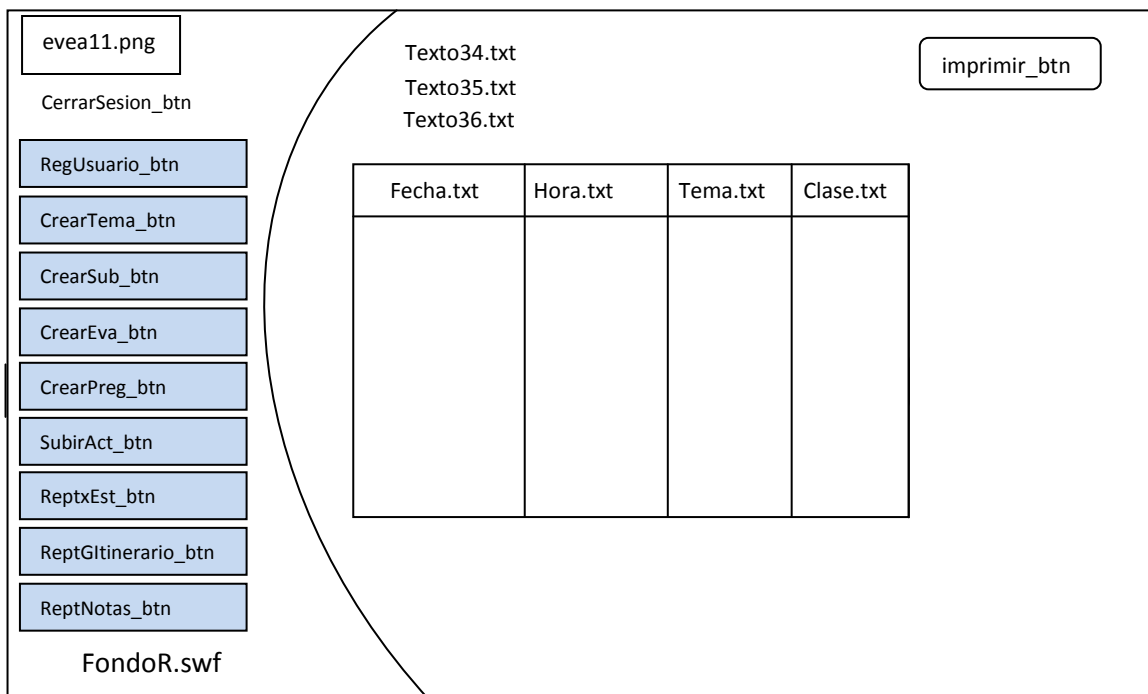 evea11.png
CerrarSesion_btn
RegUsuario_btn
CrearTema_btn
CrearSub_btn
CrearEva_btn
CrearPreg_btn
SubirAct_btn
ReptxEst_btn
ReptGItinerario_btn
ReptNotas_btn
FondoR.swf
Texto34.txt
Texto35.txt
Texto36.txt
imprimir_btn
Fecha.txt Hora.txt Tema.txt Clase.txt